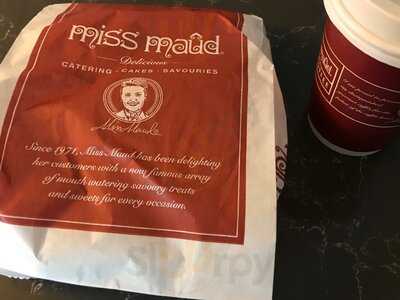 miss maud
Delicious
CATERING · CAKES · SAVOURIES
Miss Maud
Since 1971, Miss Maud has been delighting
her customers with a now famous array
of mouth watering savoury treats
and sweets for every occasion.